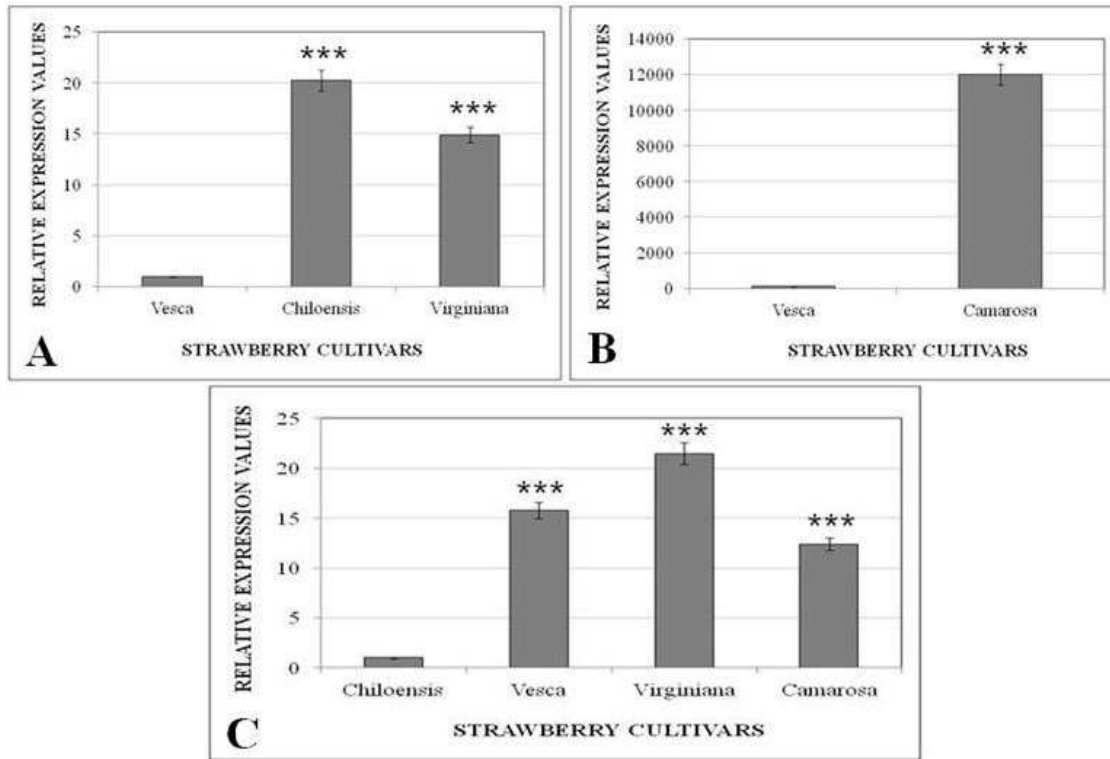 RELATIVE EXPRESSION VALUES
25
20
15
10
5
0
***
***
Vesca Chiloensis Virginiana
STRAWBERRY CULTIVARS
A
RELATIVE EXPRESSION VALUES
14000
12000
10000
8000
6000
4000
2000
0
***
Vesca Camarosa
STRAWBERRY CULTIVARS
B
RELATIVE EXPRESSION VALUES
25
20
15
10
5
0
***
***
***
Chiloensis Vesca Virginiana Camarosa
STRAWBERRY CULTIVARS
C